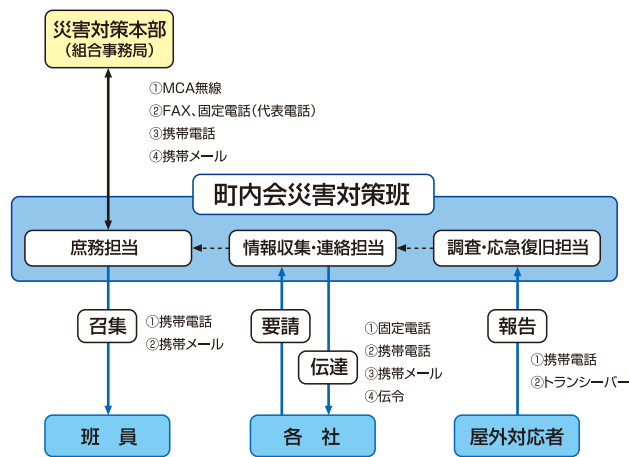 災害対策本部
(組合事務局)
①MCA無線
②FAX、固定電話(代表電話)
③携帯電話
④携帯メール
町内会災害対策班
庶務担当
情報収集・連絡担当
調査・応急復旧担当
召集
①携帯電話
②携帯メール
要請
伝達
①固定電話
②携帯電話
③携帯メール
④伝令
報告
①携帯電話
②トランシーバー
班　員
各　社
屋外対応者